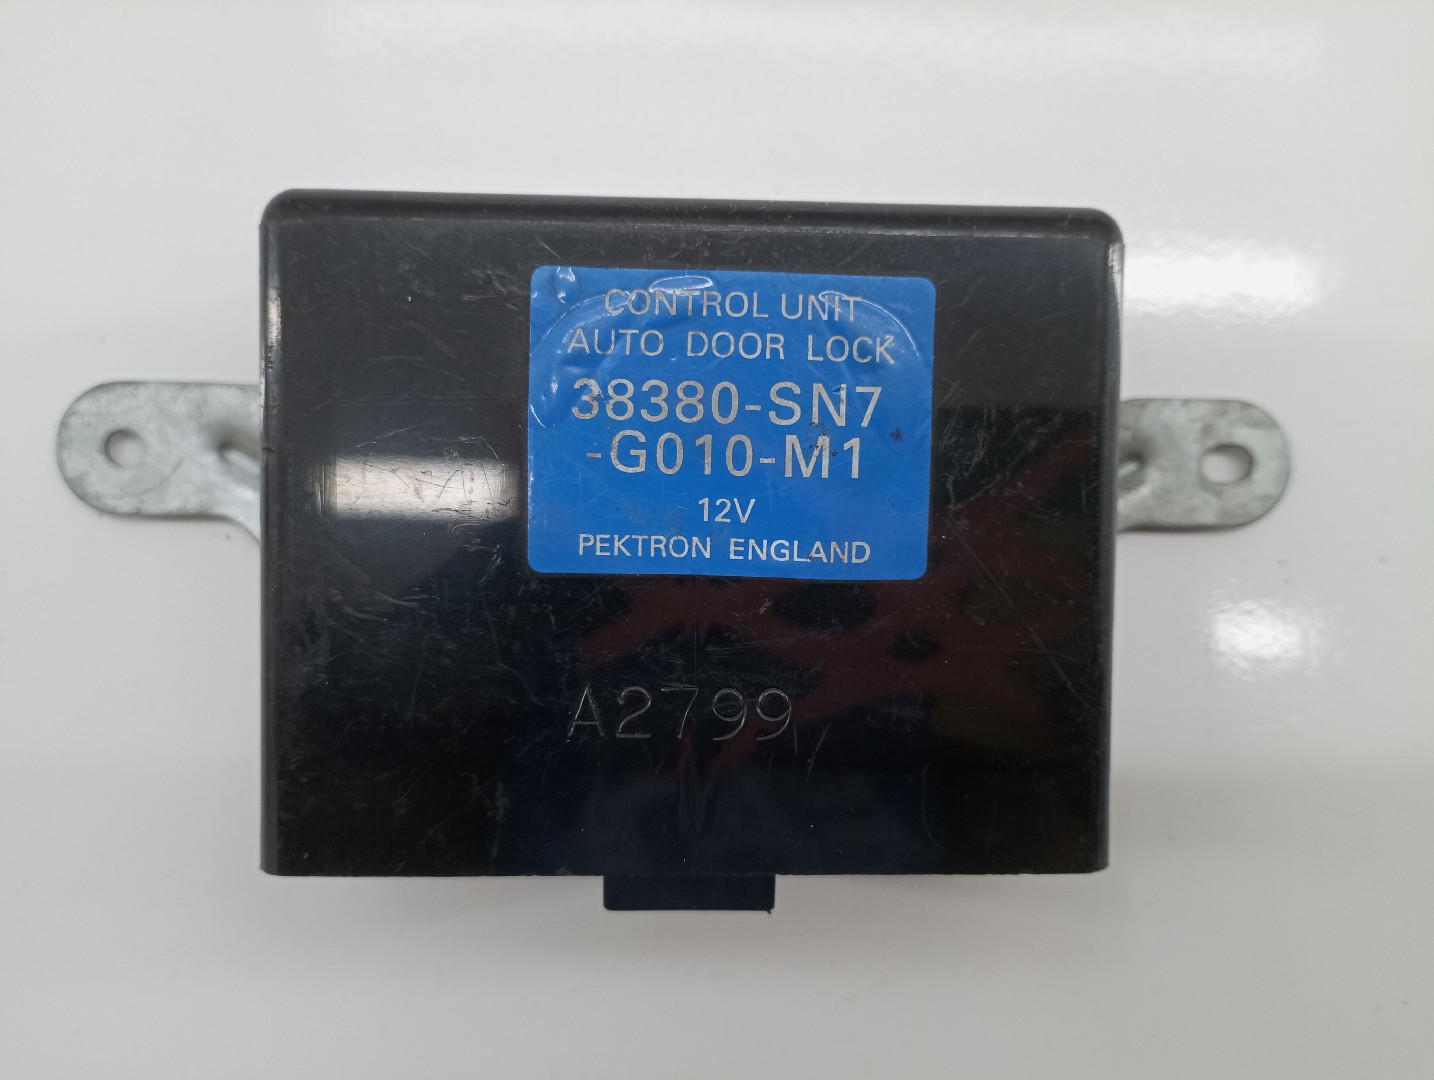 CONTROL UNIT
AUTO DOOR LOCK
38380-SN7
-G010-M1
12V
PEKTRON ENGLAND
A2799